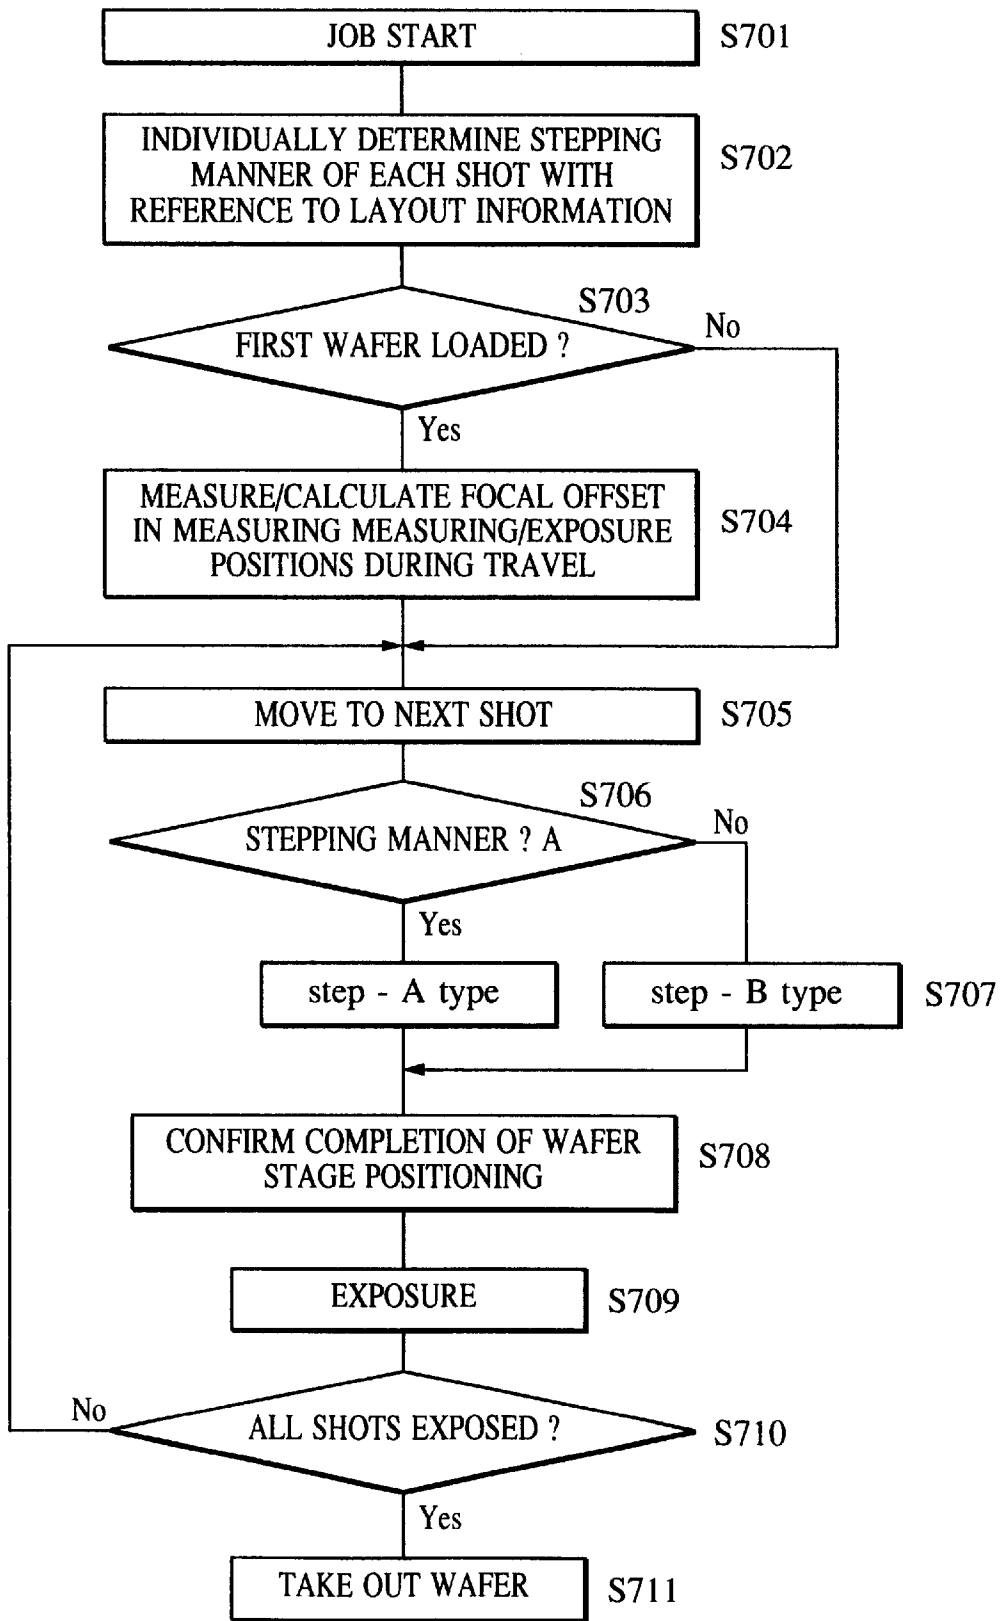 JOB START
S701
INDIVIDUALLY DETERMINE STEPPING
MANNER OF EACH SHOT WITH
REFERENCE TO LAYOUT INFORMATION
S702
S703
FIRST WAFER LOADED ?
No
Yes
MEASURE/CALCULATE FOCAL OFFSET
IN MEASURING MEASURING/EXPOSURE
POSITIONS DURING TRAVEL
S704
MOVE TO NEXT SHOT
S705
S706
STEPPING MANNER ? A
No
Yes
step - A type
step - B type
S707
CONFIRM COMPLETION OF WAFER
STAGE POSITIONING
S708
EXPOSURE
S709
No
ALL SHOTS EXPOSED ?
S710
Yes
TAKE OUT WAFER
S711